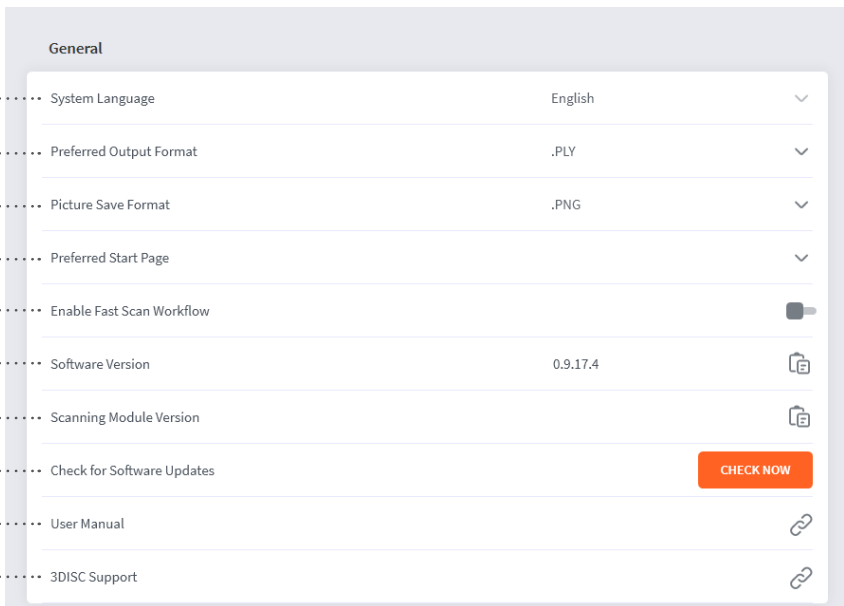 General
System Language English
Preferred Output Format .PLY
Picture Save Format .PNG
Preferred Start Page
Enable Fast Scan Workflow
Software Version 0.9.17.4
Scanning Module Version
Check for Software Updates CHECK NOW
User Manual
3DISC Support